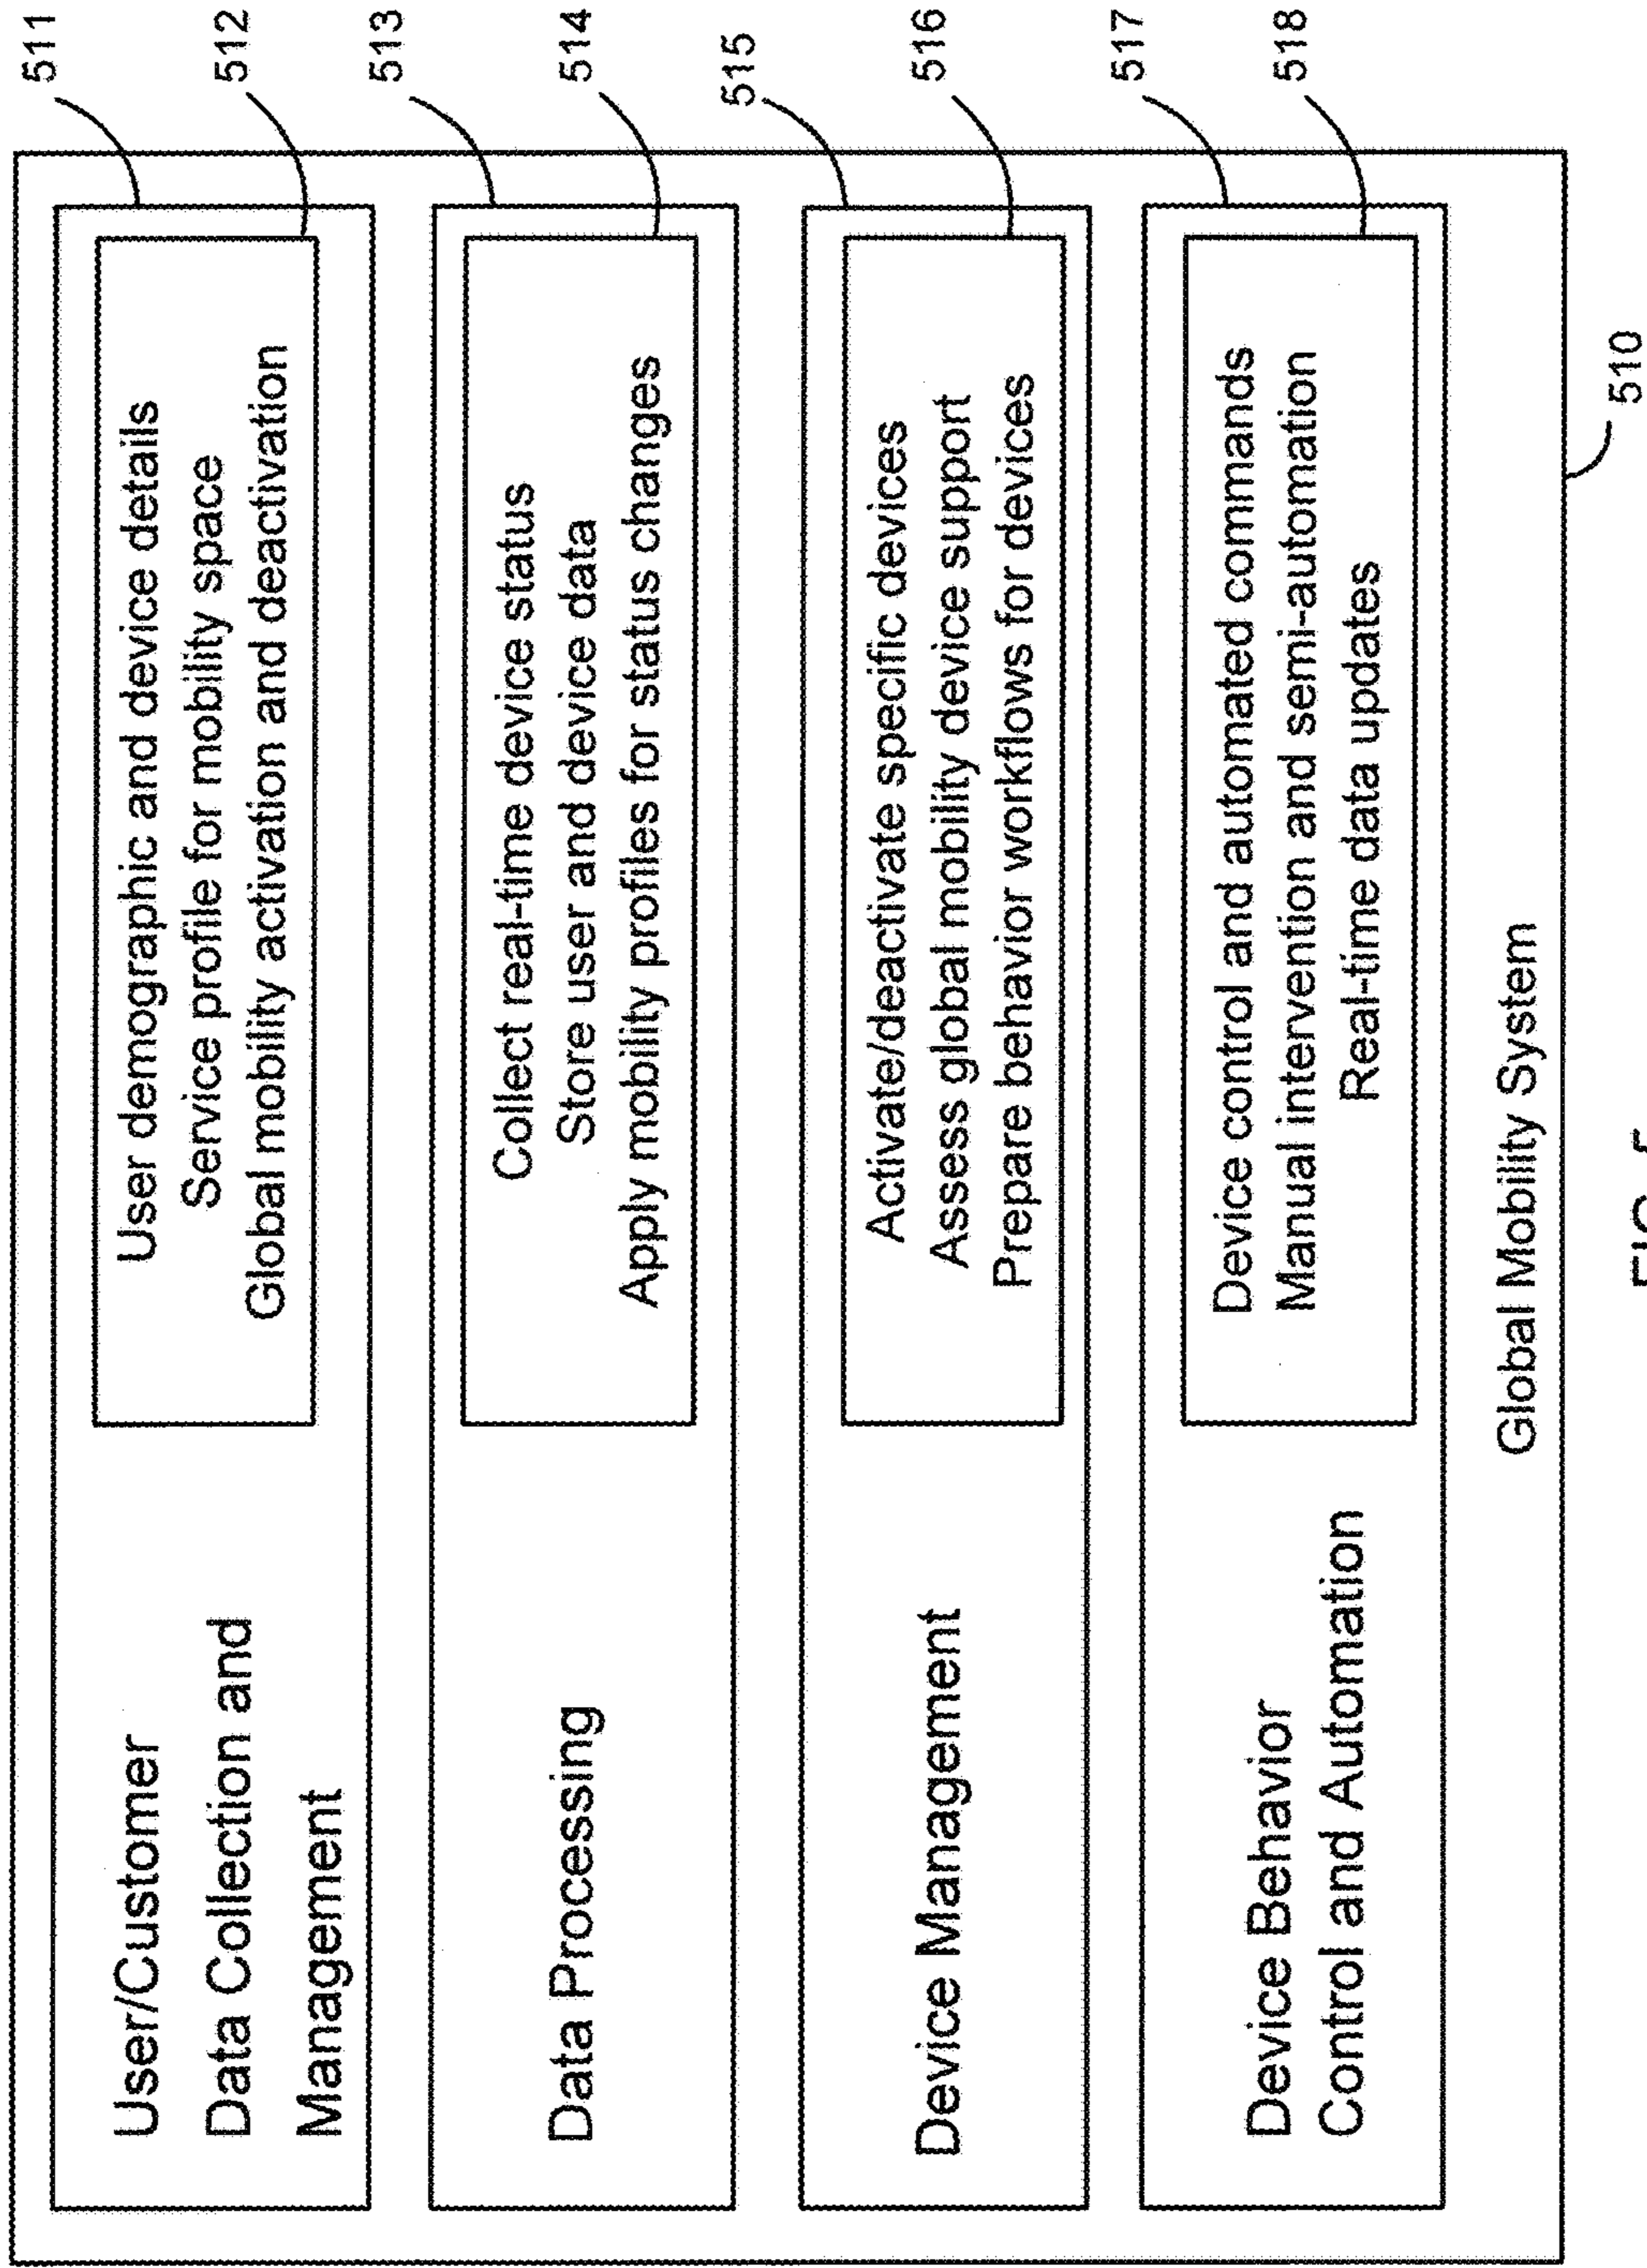 511
User/Customer
Data Collection and
Management
User demographic and device details
Service profile for mobility space
Global mobility activation and deactivation
512
513
Data Processing
Collect real-time device status
Store user and device data
Apply mobility profiles for status changes
514
515
Device Management
Activate/deactivate specific devices
Assess global mobility device support
Prepare behavior workflows for devices
516
517
Device Behavior
Control and Automation
Device control and automated commands
Manual intervention and semi-automation
Real-time data updates
518
Global Mobility System
510